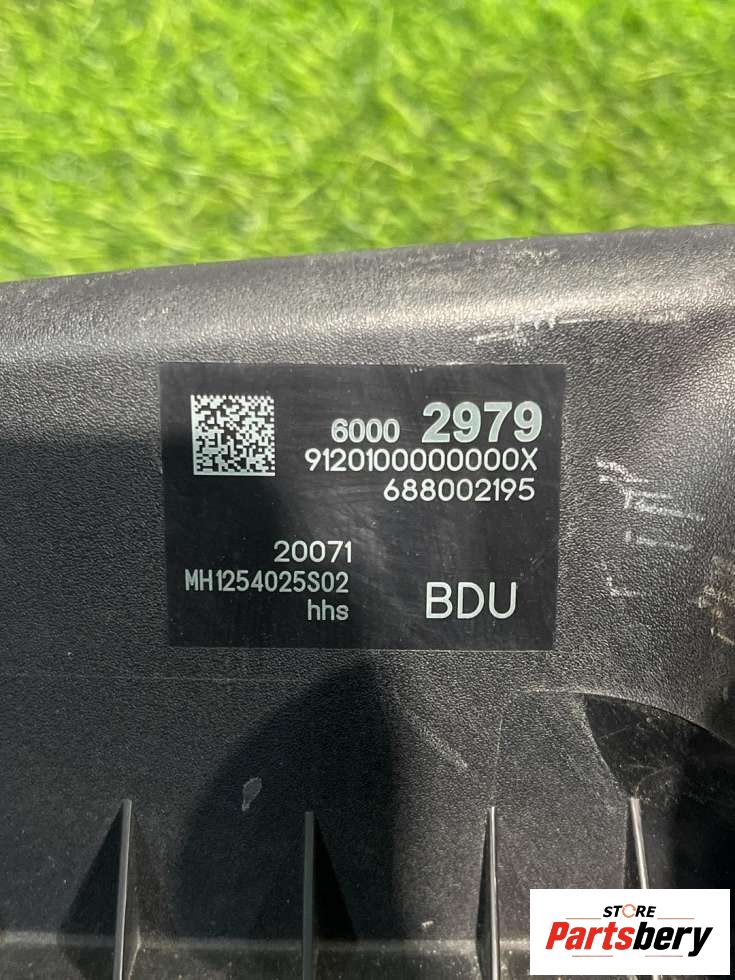 6000 2979
9120100000000X
688002195
20071
MH1254025S02
hhs
BDU
STORE
Partsbery